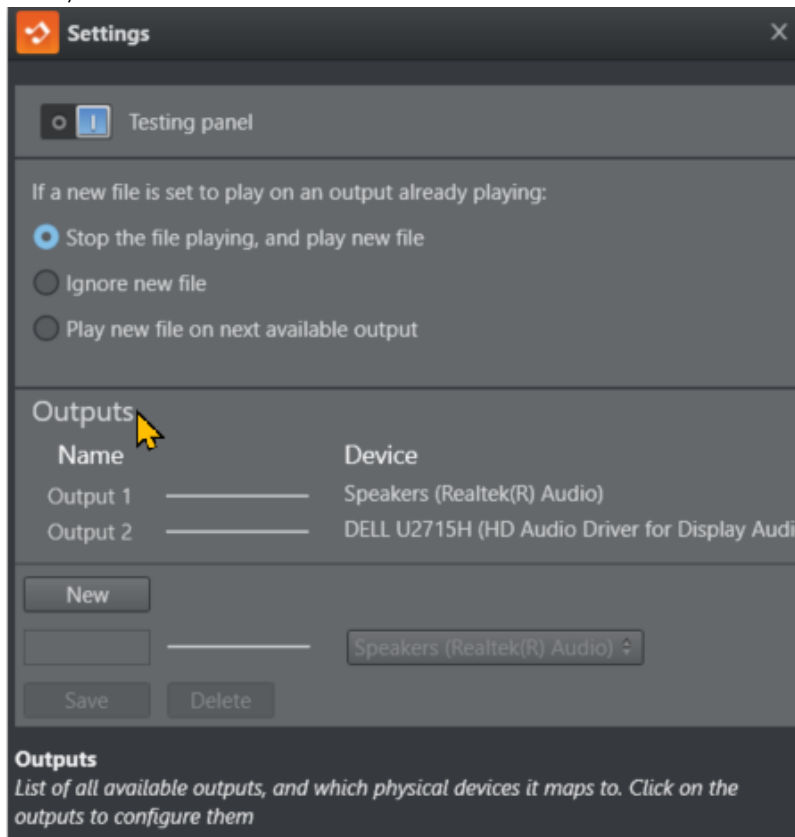 Settings
Testing panel
If a new file is set to play on an output already playing:
Stop the file playing, and play new file
Ignore new file
Play new file on next available output
Outputs
Name Device
Output 1 Speakers (Realtek(R) Audio)
Output 2 DELL U2715H (HD Audio Driver for Display Audi
New
Speakers (Realtek(R) Audio)
Save Delete
Outputs
List of all available outputs, and which physical devices it maps to. Click on the
outputs to configure them